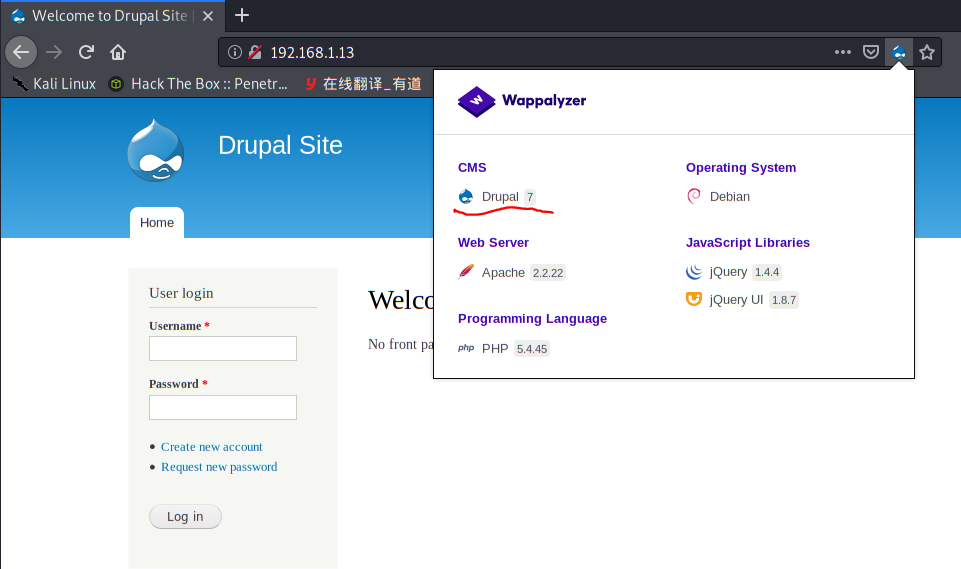 Welcome to Drupal Site |
192.168.1.13
Kali Linux
Hack The Box :: Penetr...
在线翻译_有道
Drupal Site
Home
User login
Username *
Password *
Create new account
Request new password
Log in
No front
Wappalyzer
CMS
Drupal 7
Web Server
Apache 2.2.22
Programming Language
php PHP 5.4.45
Operating System
Debian
JavaScript Libraries
jQuery 1.4.4
jQuery UI 1.8.7